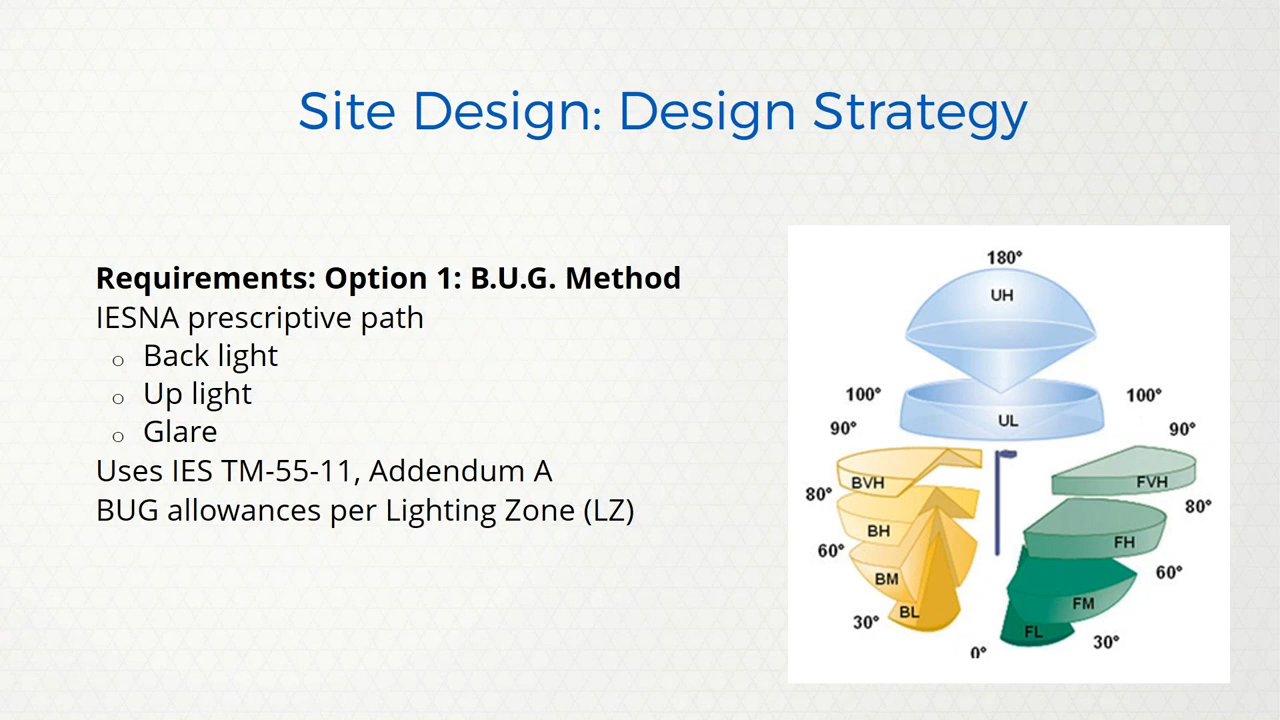 Site Design: Design Strategy
Requirements: Option 1: B.U.G. Method
IESNA prescriptive path
○ Back light
○ Up light
○ Glare
Uses IES TM-55-11, Addendum A
BUG allowances per Lighting Zone (LZ)
180°
UH
100°
100°
UL
90°
90°
BVH
FVH
80°
80°
BH
FH
60°
60°
BM
FM
BL
30°
FL
30°
0°